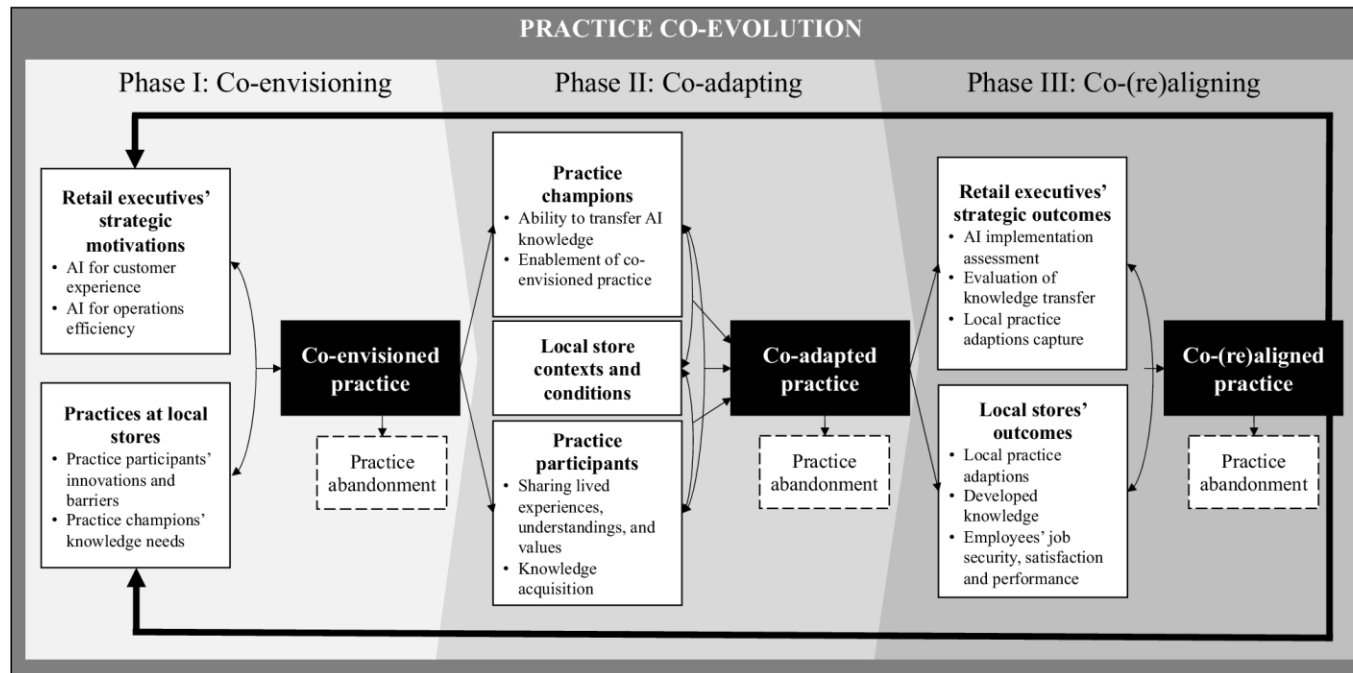 PRACTICE CO-EVOLUTION
Phase I: Co-envisioning
Retail executives’
strategic
motivations
• AI for customer
experience
• AI for operations
efficiency
Practices at local
stores
• Practice participants’
innovations and
barriers
• Practice champions’
knowledge needs
Co-envisioned
practice
Practice
abandonment
Phase II: Co-adapting
Practice
champions
• Ability to transfer AI
knowledge
• Enablement of co-
envisioned practice
Local store
contexts and
conditions
Practice
participants
• Sharing lived
experiences,
understandings, and
values
• Knowledge
acquisition
Co-adapted
practice
Practice
abandonment
Phase III: Co-(re)aligning
Retail executives’
strategic outcomes
• AI implementation
assessment
• Evaluation of
knowledge transfer
• Local practice
adaptions capture
Local stores’
outcomes
• Local practice
adaptions
• Developed
knowledge
• Employees’ job
security, satisfaction
and performance
Co-(re)aligned
practice
Practice
abandonment